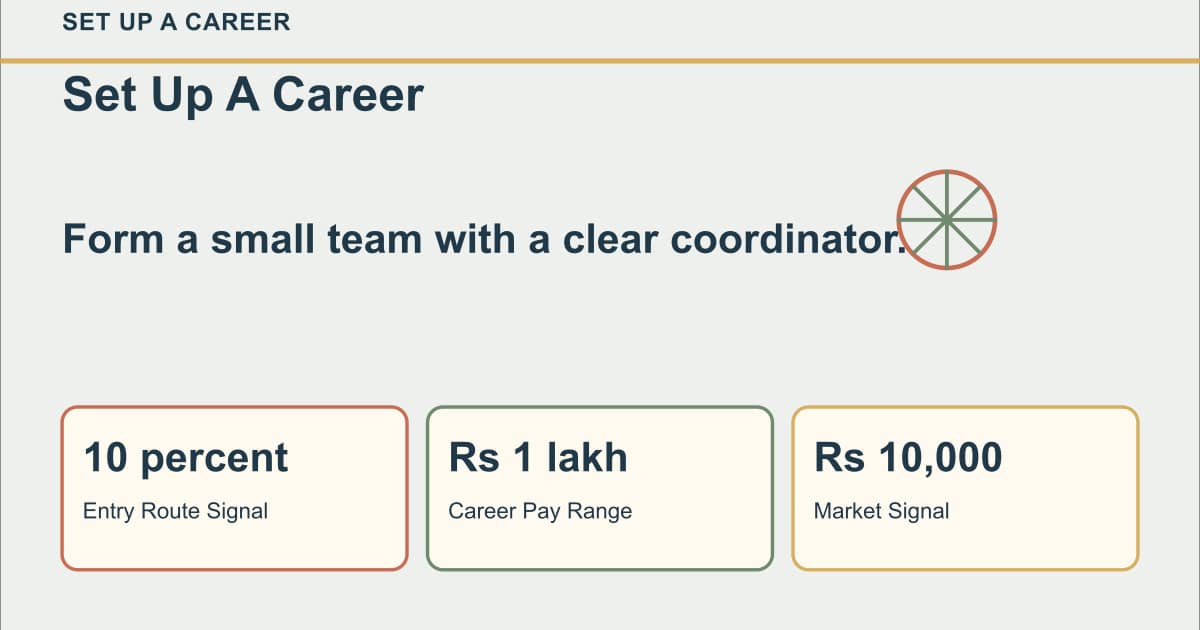 SET UP A CAREER
Set Up A Career
Form a small team with a clear coordinator.
10 percent
Entry Route Signal
Rs 1 lakh
Career Pay Range
Rs 10,000
Market Signal